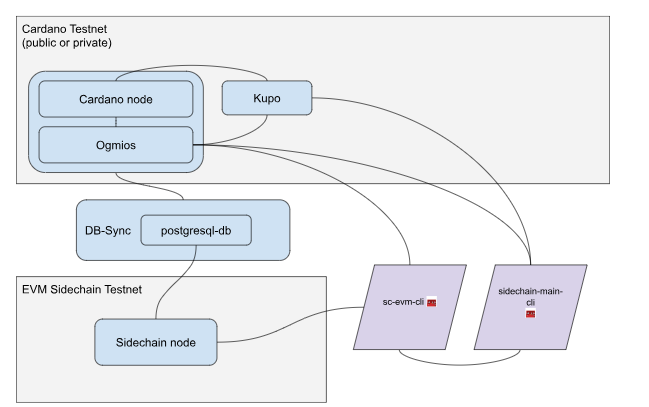 Cardano Testnet
(public or private)
Cardano node
Kupo
Ogmios
DB-Sync
postgresql-db
EVM Sidechain Testnet
sc-evm-cli
sidechain-main-
cli
Sidechain node